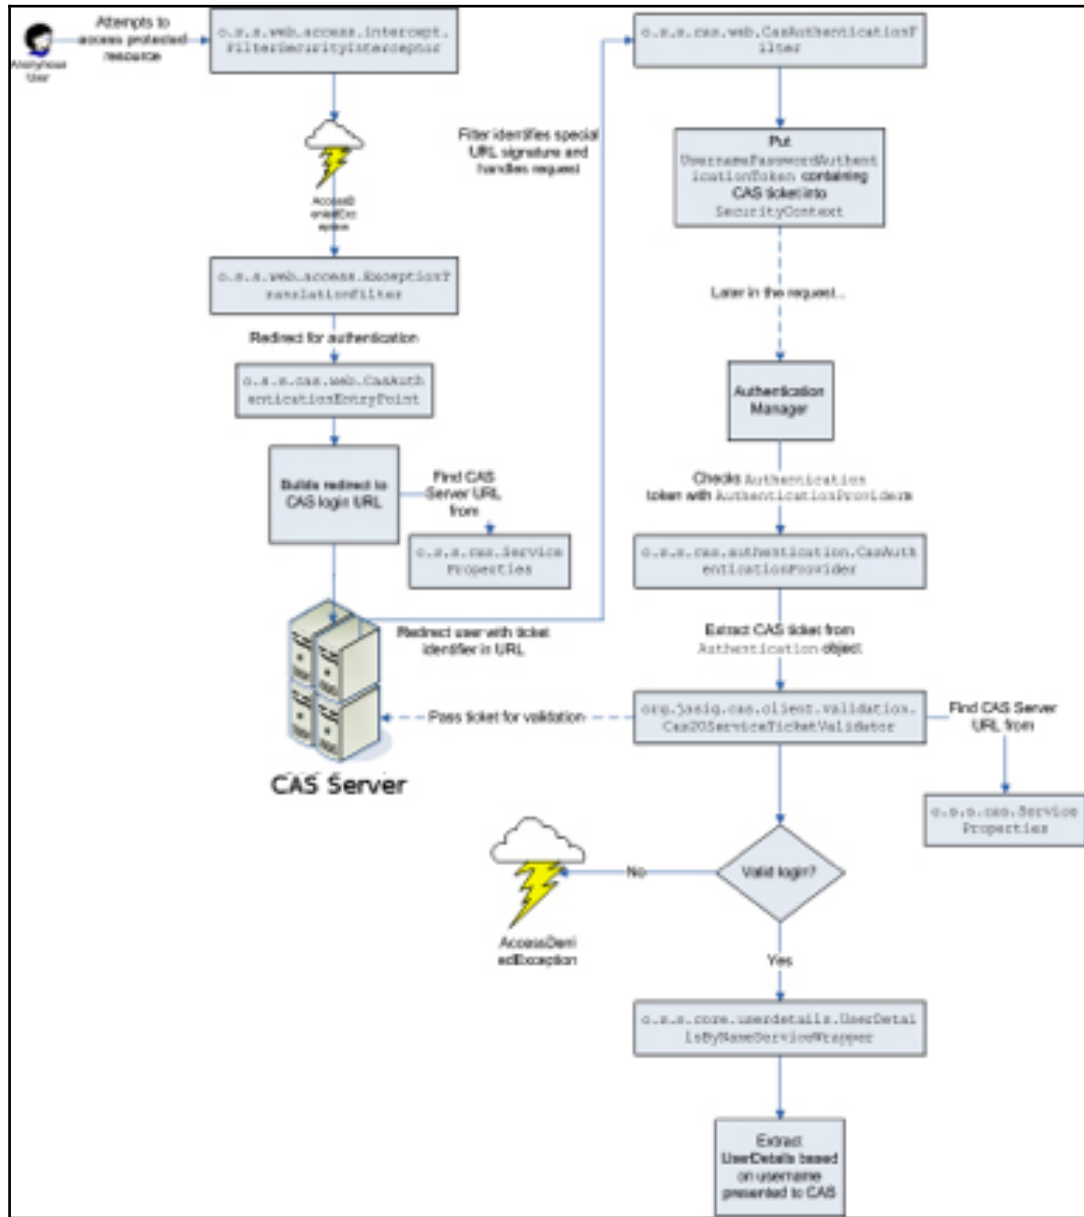 Attempts to
access protected
resource
Anonymous
User
o.s.s.web.access.intercept.
FilterSecurityInterceptor
AccessD
eniedExc
eption
o.s.s.web.access.ExceptionT
ranslationFilter
Redirect for authentication
o.s.s.cas.web.CasAuth
enticationEntryPoint
Builds redirect to
CAS login URL
Find CAS
Server URL
from
o.s.s.cas.Service
Properties
CAS Server
Redirect user with ticket
identifier in URL
Filter identifies special
URL signature and
handles request
o.s.s.cas.web.CasAuthenticationF
ilter
Put
UsernamePasswordAuthent
icationToken containing
CAS ticket into
SecurityContext
Later in the request...
Authentication
Manager
Checks Authentication
token with AuthenticationProviders
o.s.s.cas.authentication.CasAuth
enticationProvider
Extract CAS ticket from
Authentication object
org.jasig.cas.client.validation.
Cas20ServiceTicketValidator
Pass ticket for validation
Find CAS Server
URL from
o.s.s.cas.Service
Properties
Valid login?
No
AccessDeni
edException
Yes
o.s.s.core.userdetails.UserDetai
lsByNameServiceWrapper
Extract
UserDetails based
on username
presented to CAS